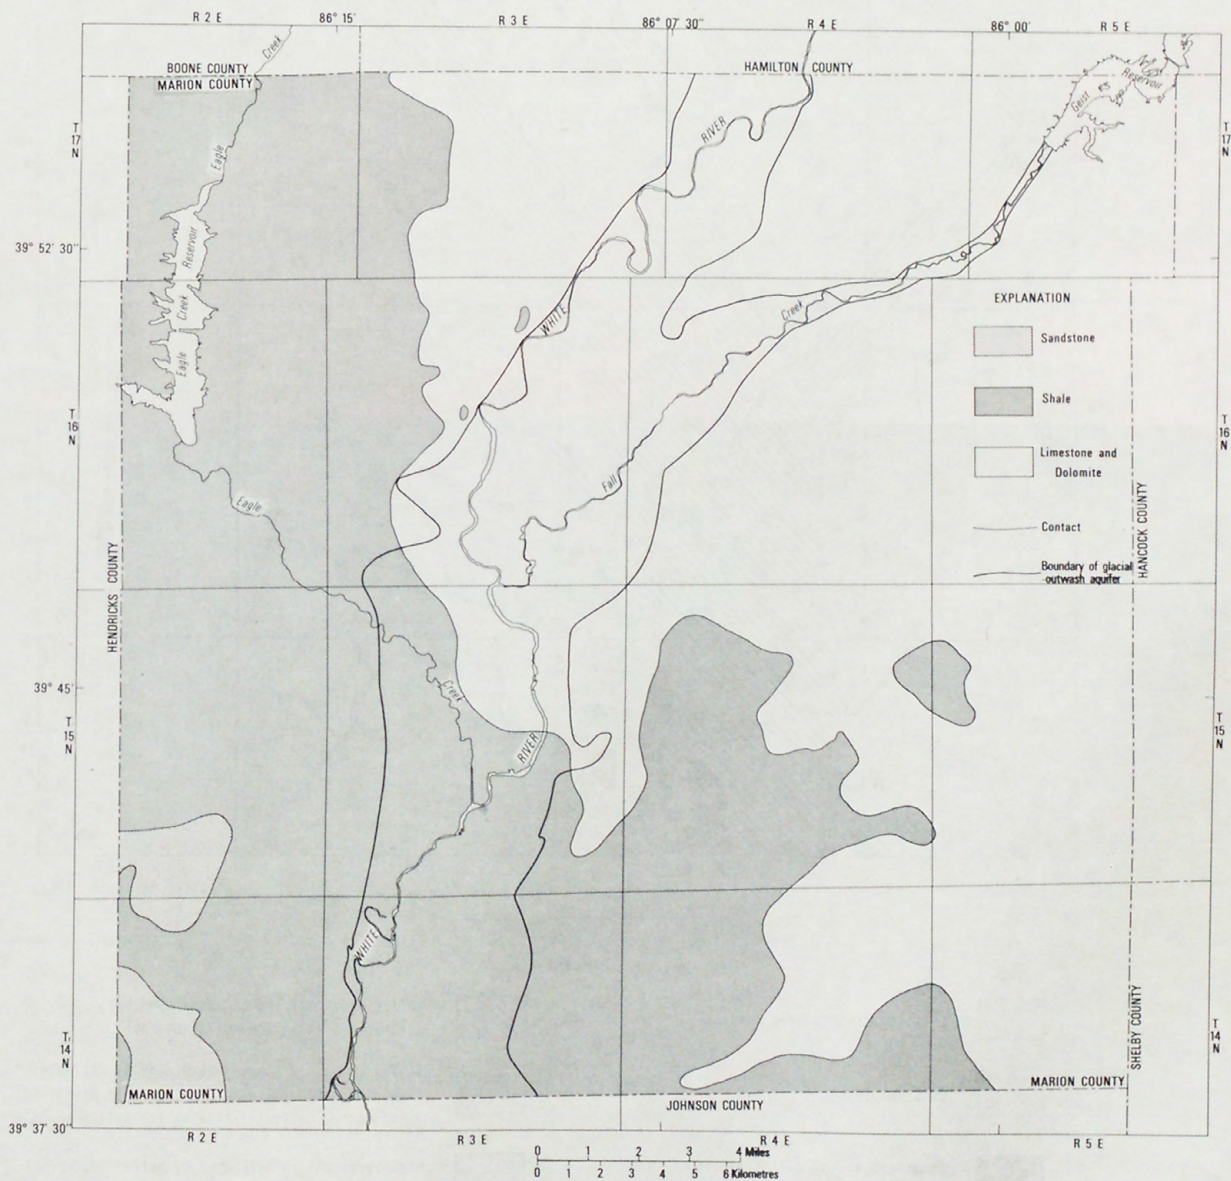 R 2 E
86° 15'
R 3 E
86° 07' 30"
R 4 E
86° 00'
R 5 E
Creek
BOONE COUNTY
MARION COUNTY
HAMILTON COUNTY
Geist
Reservoir
T
17
N
T
17
N
RIVER
Eagle
39° 52' 30"
Reservoir
Creek
Eagle
WHITE
Creek
EXPLANATION
Sandstone
Shale
Limestone and
Dolomite
Contact
Boundary of glacial
outwash aquifer
T
16
N
T
16
N
Fall
Eagle
HENDRICKS COUNTY
HANCOCK COUNTY
39° 45'
Creek
RIVER
T
15
N
T
15
N
WHITE
SHELBY COUNTY
T
14
N
T
14
N
MARION COUNTY
MARION COUNTY
JOHNSON COUNTY
39° 37' 30"
R 2 E
R 3 E
R 4 E
R 5 E
0 1 2 3 4 Miles
0 1 2 3 4 5 6 Kilometres